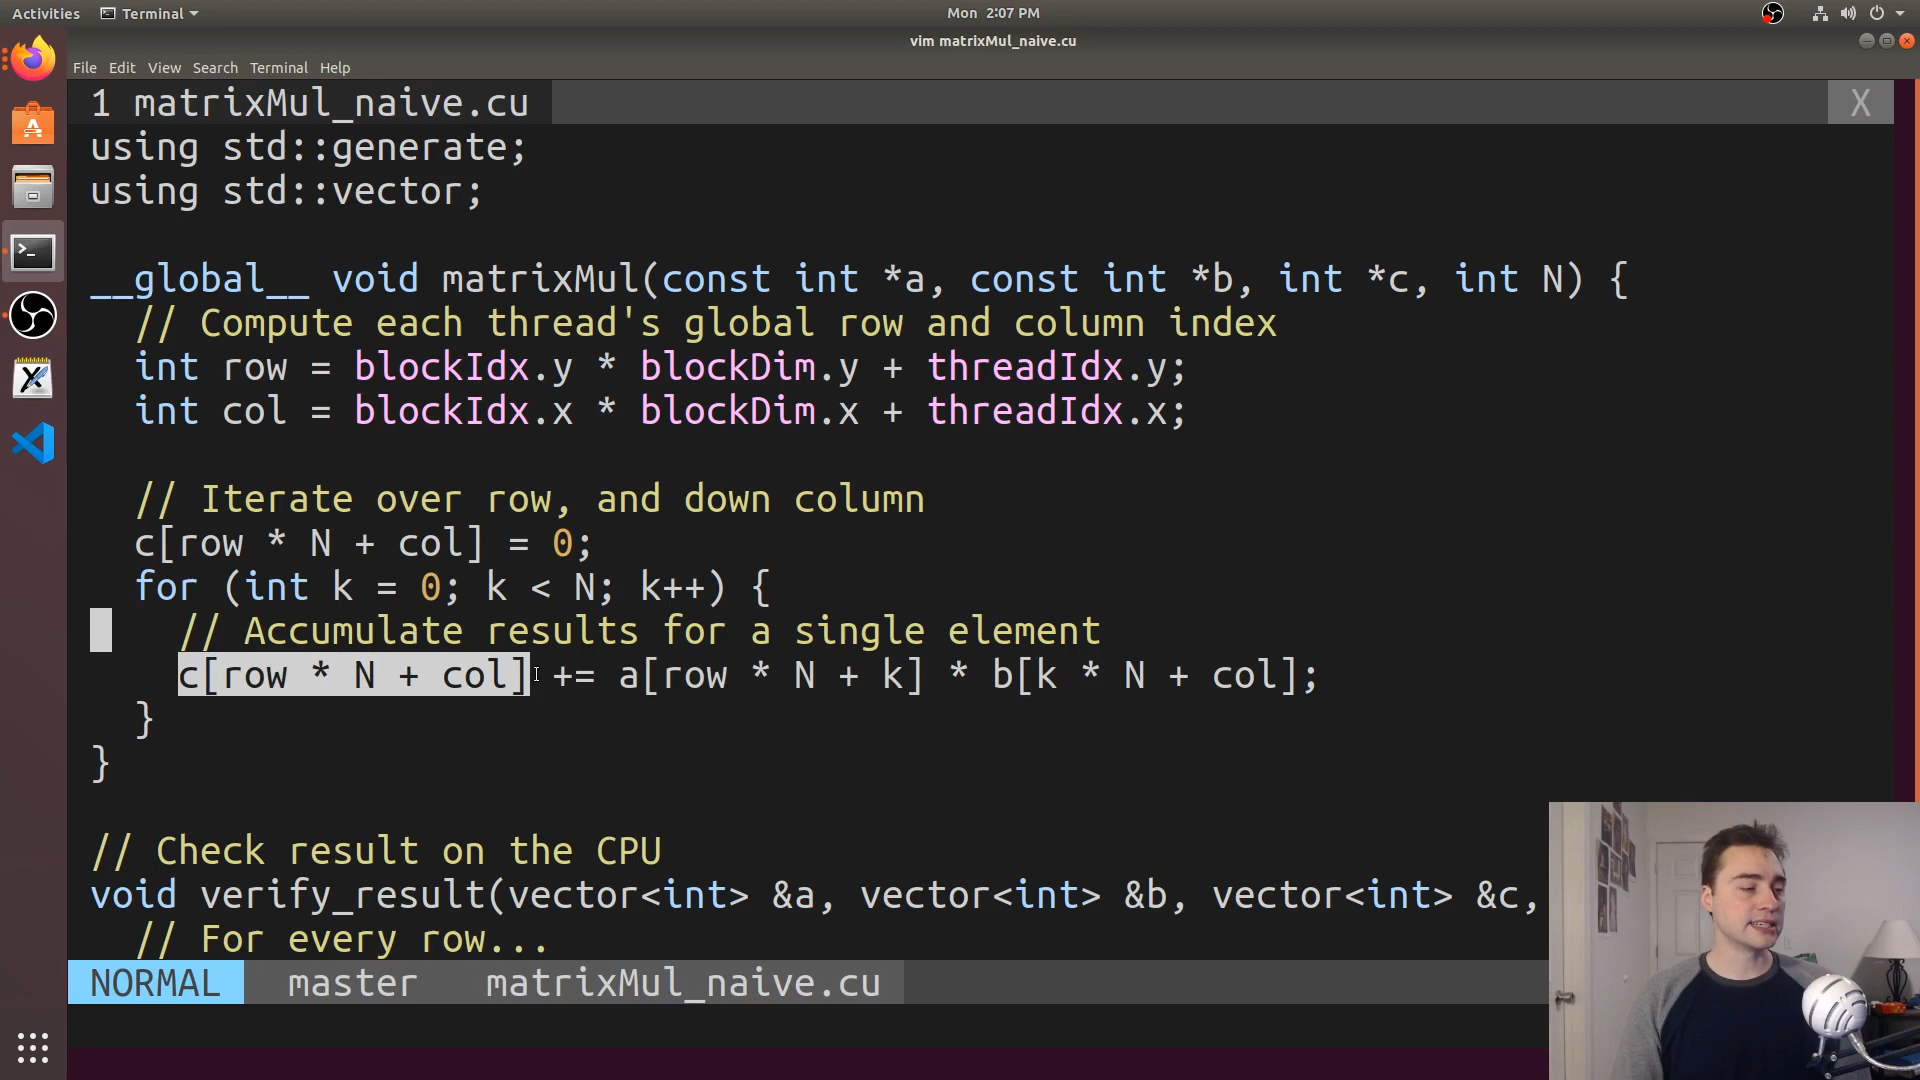 Activities Terminal Mon 2:07 PM
vim matrixMul_naive.cu
File Edit View Search Terminal Help
1 matrixMul_naive.cu X
using std::generate;
using std::vector;
__global__ void matrixMul(const int *a, const int *b, int *c, int N) {
// Compute each thread's global row and column index
int row = blockIdx.y * blockDim.y + threadIdx.y;
int col = blockIdx.x * blockDim.x + threadIdx.x;
// Iterate over row, and down column
c[row * N + col] = 0;
for (int k = 0; k < N; k++) {
// Accumulate results for a single element
c[row * N + col] += a[row * N + k] * b[k * N + col];
}
}
// Check result on the CPU
void verify_result(vector<int> &a, vector<int> &b, vector<int> &c,
// For every row...
NORMAL master matrixMul_naive.cu